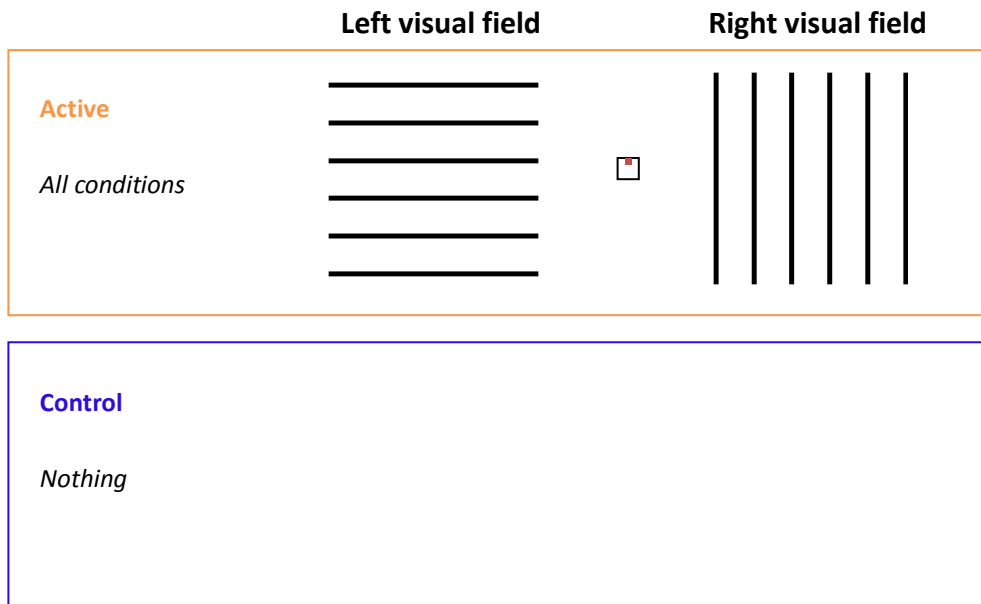 Left visual field Right visual field
Active
All conditions
Control
Nothing